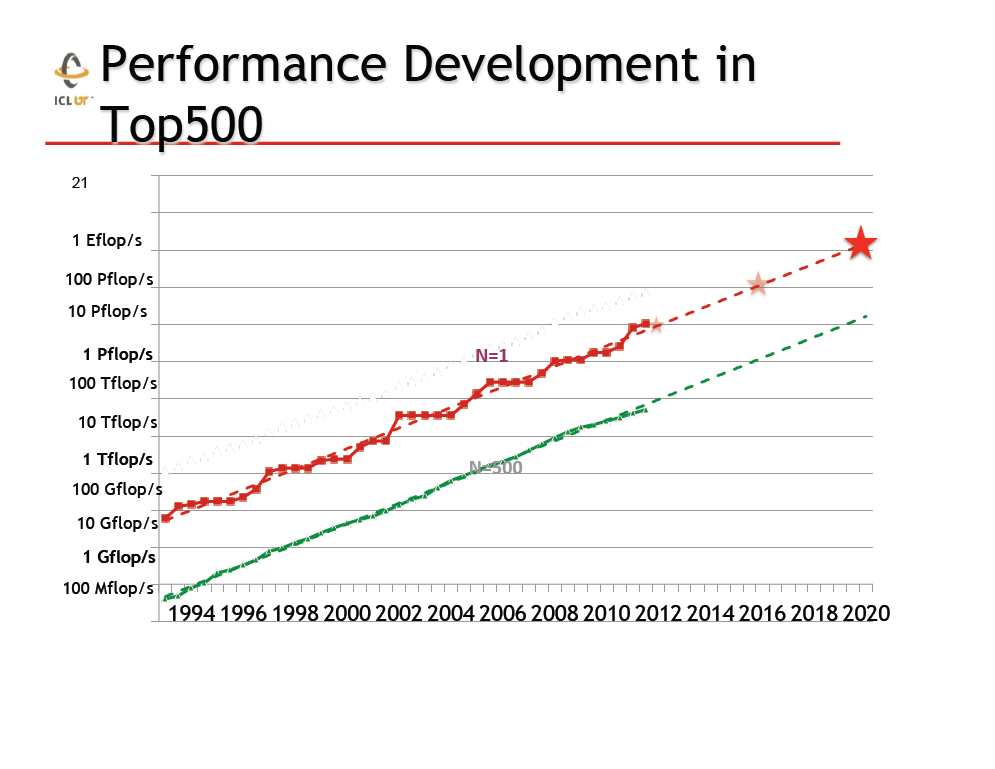 Performance Development in
Top500
ICL UT
21
1 Eflop/s
100 Pflop/s
10 Pflop/s
1 Pflop/s
100 Tflop/s
10 Tflop/s
1 Tflop/s
100 Gflop/s
10 Gflop/s
1 Gflop/s
100 Mflop/s
N=1
N=500
1994 1996 1998 2000 2002 2004 2006 2008 2010 2012 2014 2016 2018 2020